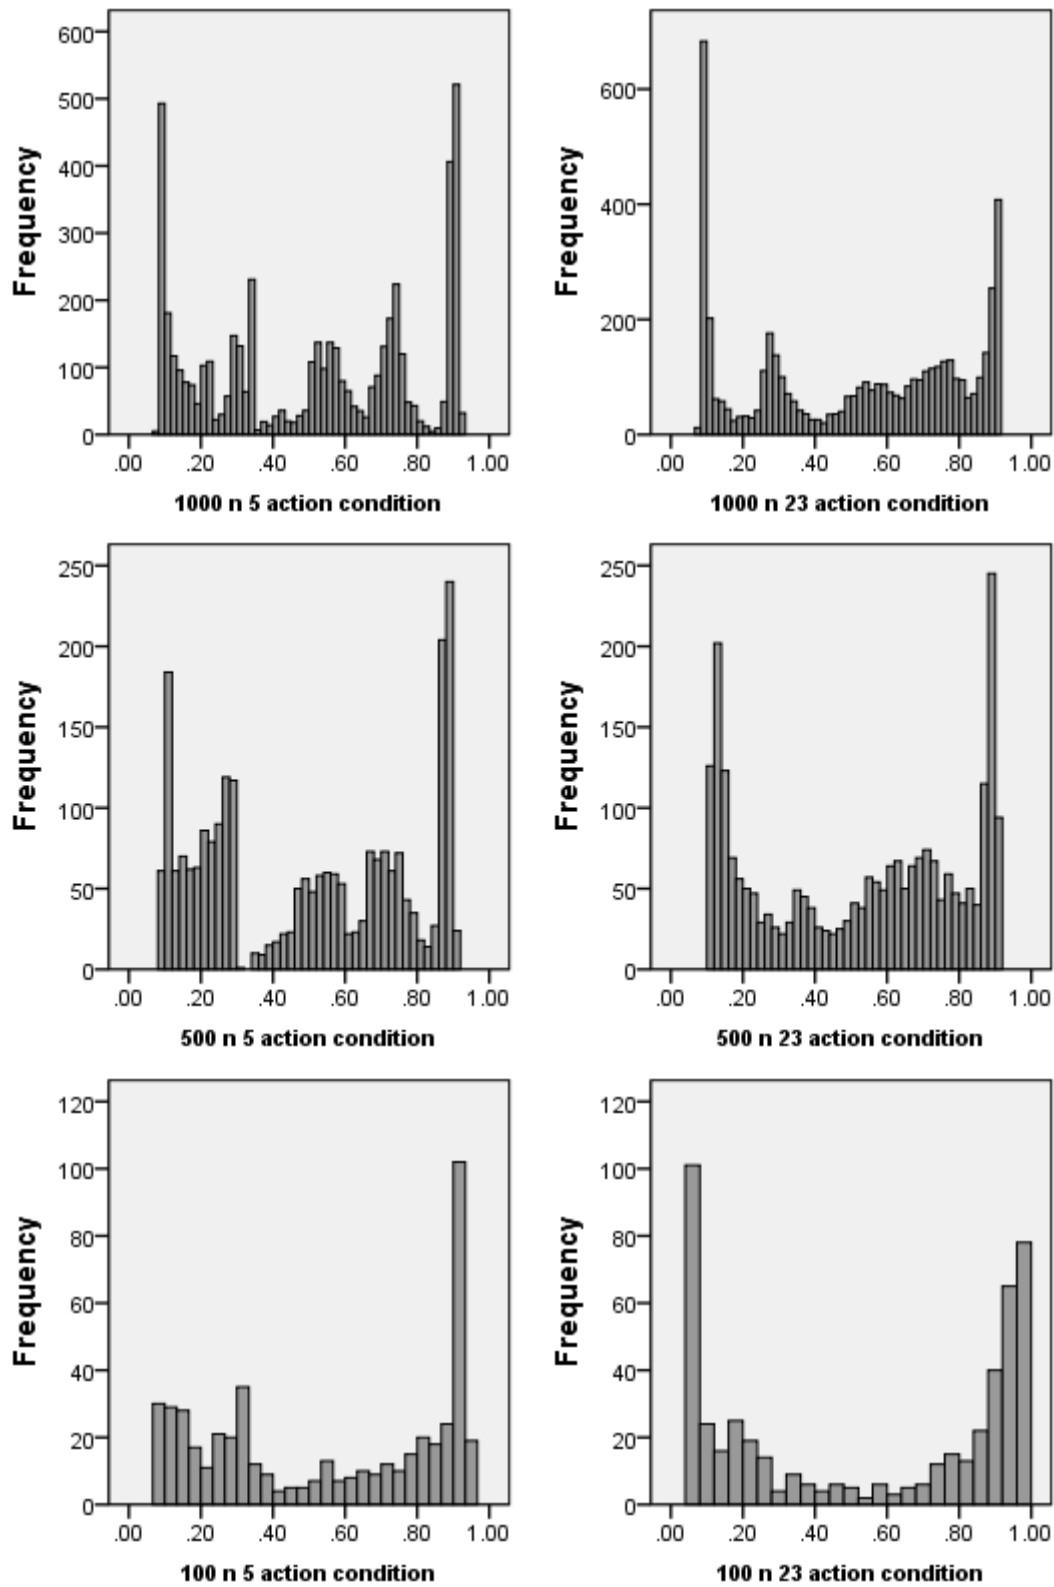 Frequency
600
500
400
300
200
100
0
.00 .20 .40 .60 .80 1.00
1000 n 5 action condition
Frequency
600
400
200
0
.00 .20 .40 .60 .80 1.00
1000 n 23 action condition
Frequency
250
200
150
100
50
0
.00 .20 .40 .60 .80 1.00
500 n 5 action condition
Frequency
250
200
150
100
50
0
.00 .20 .40 .60 .80 1.00
500 n 23 action condition
Frequency
120
100
80
60
40
20
0
.00 .20 .40 .60 .80 1.00
100 n 5 action condition
Frequency
120
100
80
60
40
20
0
.00 .20 .40 .60 .80 1.00
100 n 23 action condition